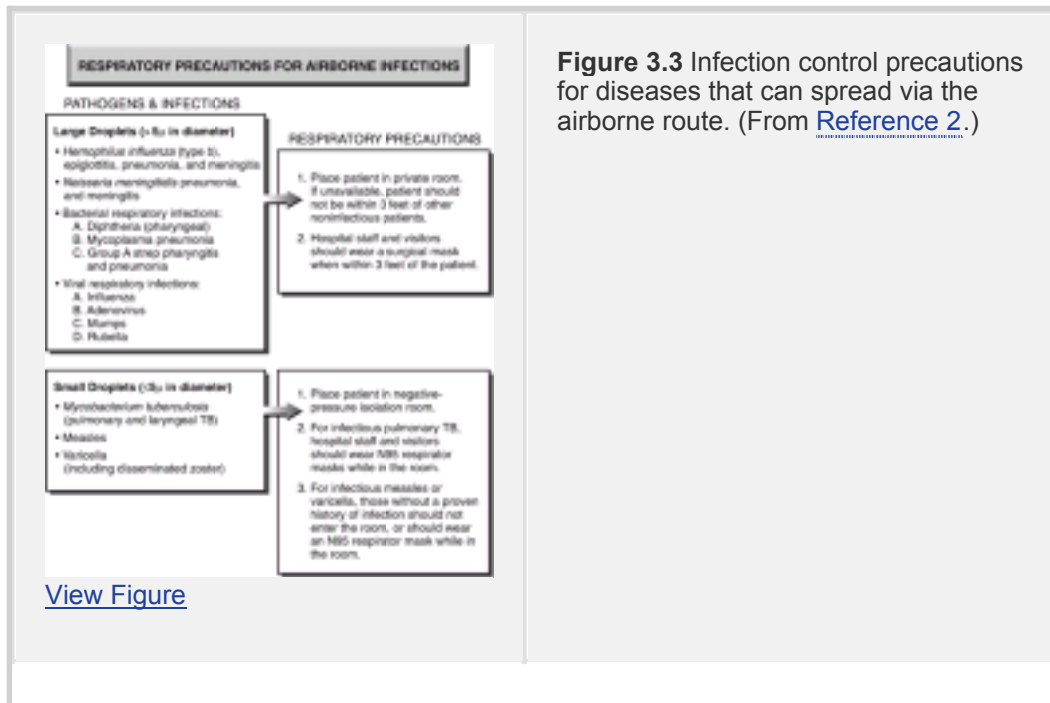 RESPIRATORY PRECAUTIONS FOR AIRBORNE INFECTIONS
PATHOGENS & INFECTIONS
Large Droplets (>5µ in diameter)
• Hemophilus influenza (type b),
epiglottitis, pneumonia, and meningitis
• Neisseria meningitidis pneumonia,
and meningitis
• Bacterial respiratory infections:
A. Diphtheria (pharyngeal)
B. Mycoplasma pneumonia
C. Group A strep pharyngitis
and pneumonia
• Viral respiratory infections:
A. Influenza
B. Adenovirus
C. Mumps
D. Rubella
RESPIRATORY PRECAUTIONS
1. Place patient in private room.
If unavailable, patient should
not be within 3 feet of other
noninfectious patients.
2. Hospital staff and visitors
should wear a surgical mask
when within 3 feet of the patient.
Small Droplets (<5µ in diameter)
• Mycobacterium tuberculosis
(pulmonary and laryngeal TB)
• Measles
• Varicella
(including disseminated zoster)
1. Place patient in negative-
pressure isolation room.
2. For infectious pulmonary TB,
hospital staff and visitors
should wear N95 respirator
masks while in the room.
3. For infectious measles or
varicella, those without a proven
history of infection should not
enter the room, or should wear
an N95 respirator mask while in
the room.
View Figure
Figure 3.3 Infection control precautions
for diseases that can spread via the
airborne route. (From Reference 2.)